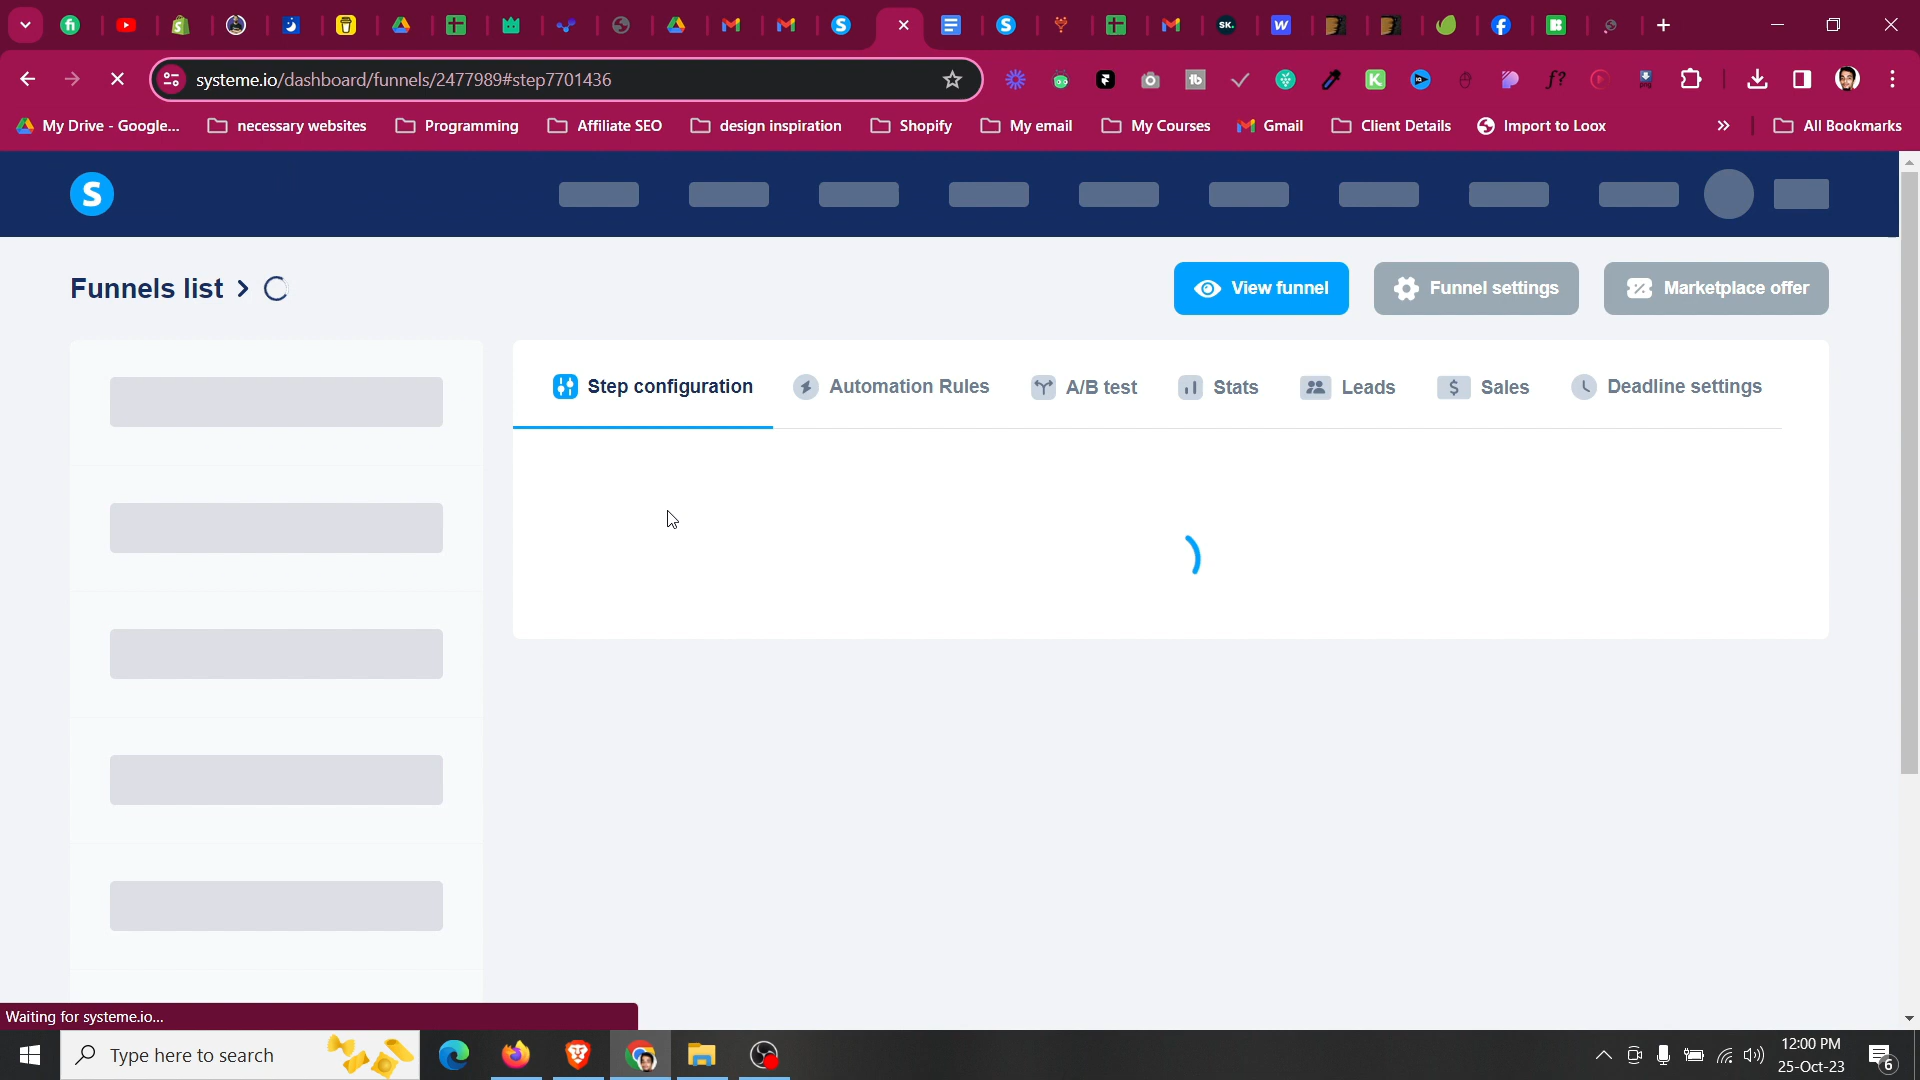 systeme.io/dashboard/funnels/2477989#step7701436
My Drive - Google...
necessary websites
Programming
Affiliate SEO
design inspiration
Shopify
My email
My Courses
Gmail
Client Details
Import to Loox
All Bookmarks
S
Funnels list >
View funnel
Funnel settings
Marketplace offer
Step configuration
Automation Rules
A/B test
Stats
Leads
Sales
Deadline settings
Waiting for systeme.io...
Type here to search
12:00 PM
25-Oct-23
6